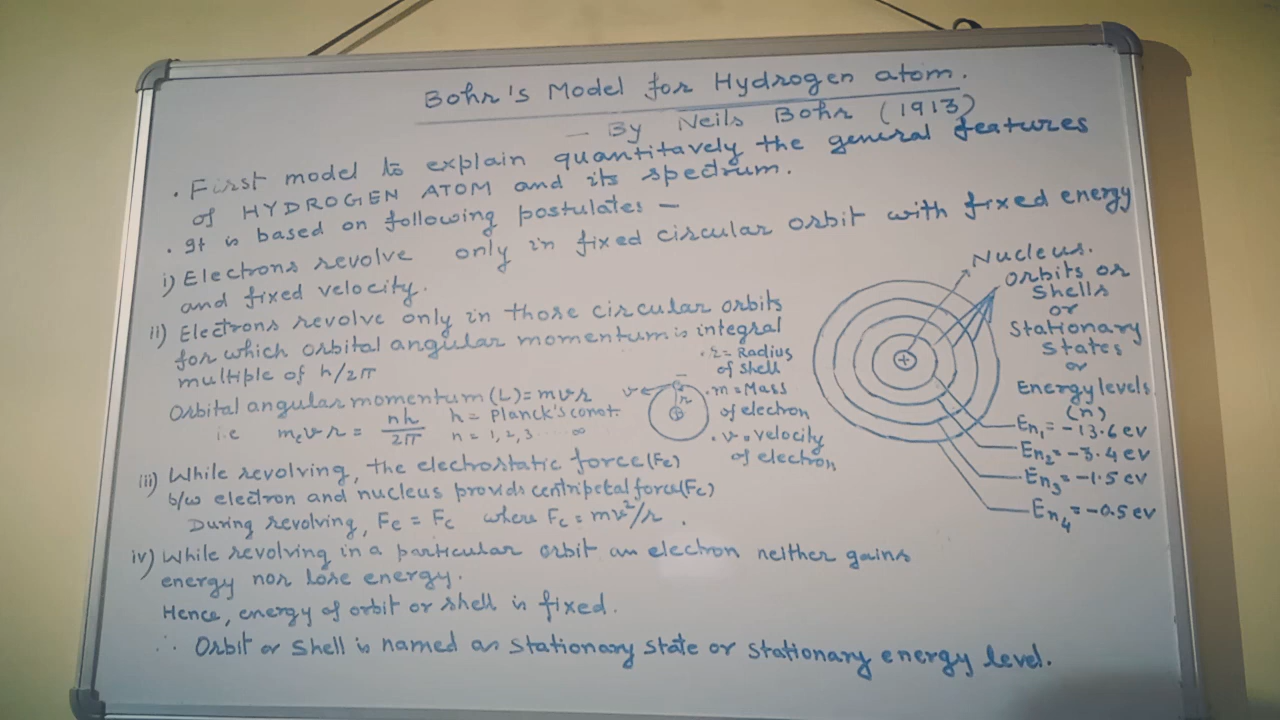 Bohr's Model for Hydrogen atom.
— By Neils Bohr (1913)
. First model to explain quantitavely the general features
of HYDROGEN ATOM and its spectrum.
. It is based on following postulates —
i) Electrons revolve only in fixed circular orbit with fixed energy
and fixed velocity.
ii) Electrons revolve only in those circular orbits
for which orbital angular momentum is integral
multiple of h/2π
Orbital angular momentum (L) = mvr
i.e mₑvr = nh/2π
h = Planck's const.
n = 1, 2, 3 ..... ∞
v
−
r
+
. r = Radius
of shell
. m = Mass
of electron
. v = velocity
of electron
iii) While revolving, the electrostatic force (Fe)
b/w electron and nucleus provids centripetal force (Fc)
During revolving, Fe = Fc where Fc = mv²/r .
iv) While revolving in a particular orbit an electron neither gains
energy nor lose energy.
Hence, energy of orbit or shell is fixed.
∴ Orbit or Shell is named as stationary state or stationary energy level.
+
Nucleus.
Orbits or
Shells
or
Stationary
States
or
Energy levels
(n)
En₁ = −13.6 ev
En₂ = −3.4 ev
En₃ = −1.5 ev
En₄ = −0.5 ev